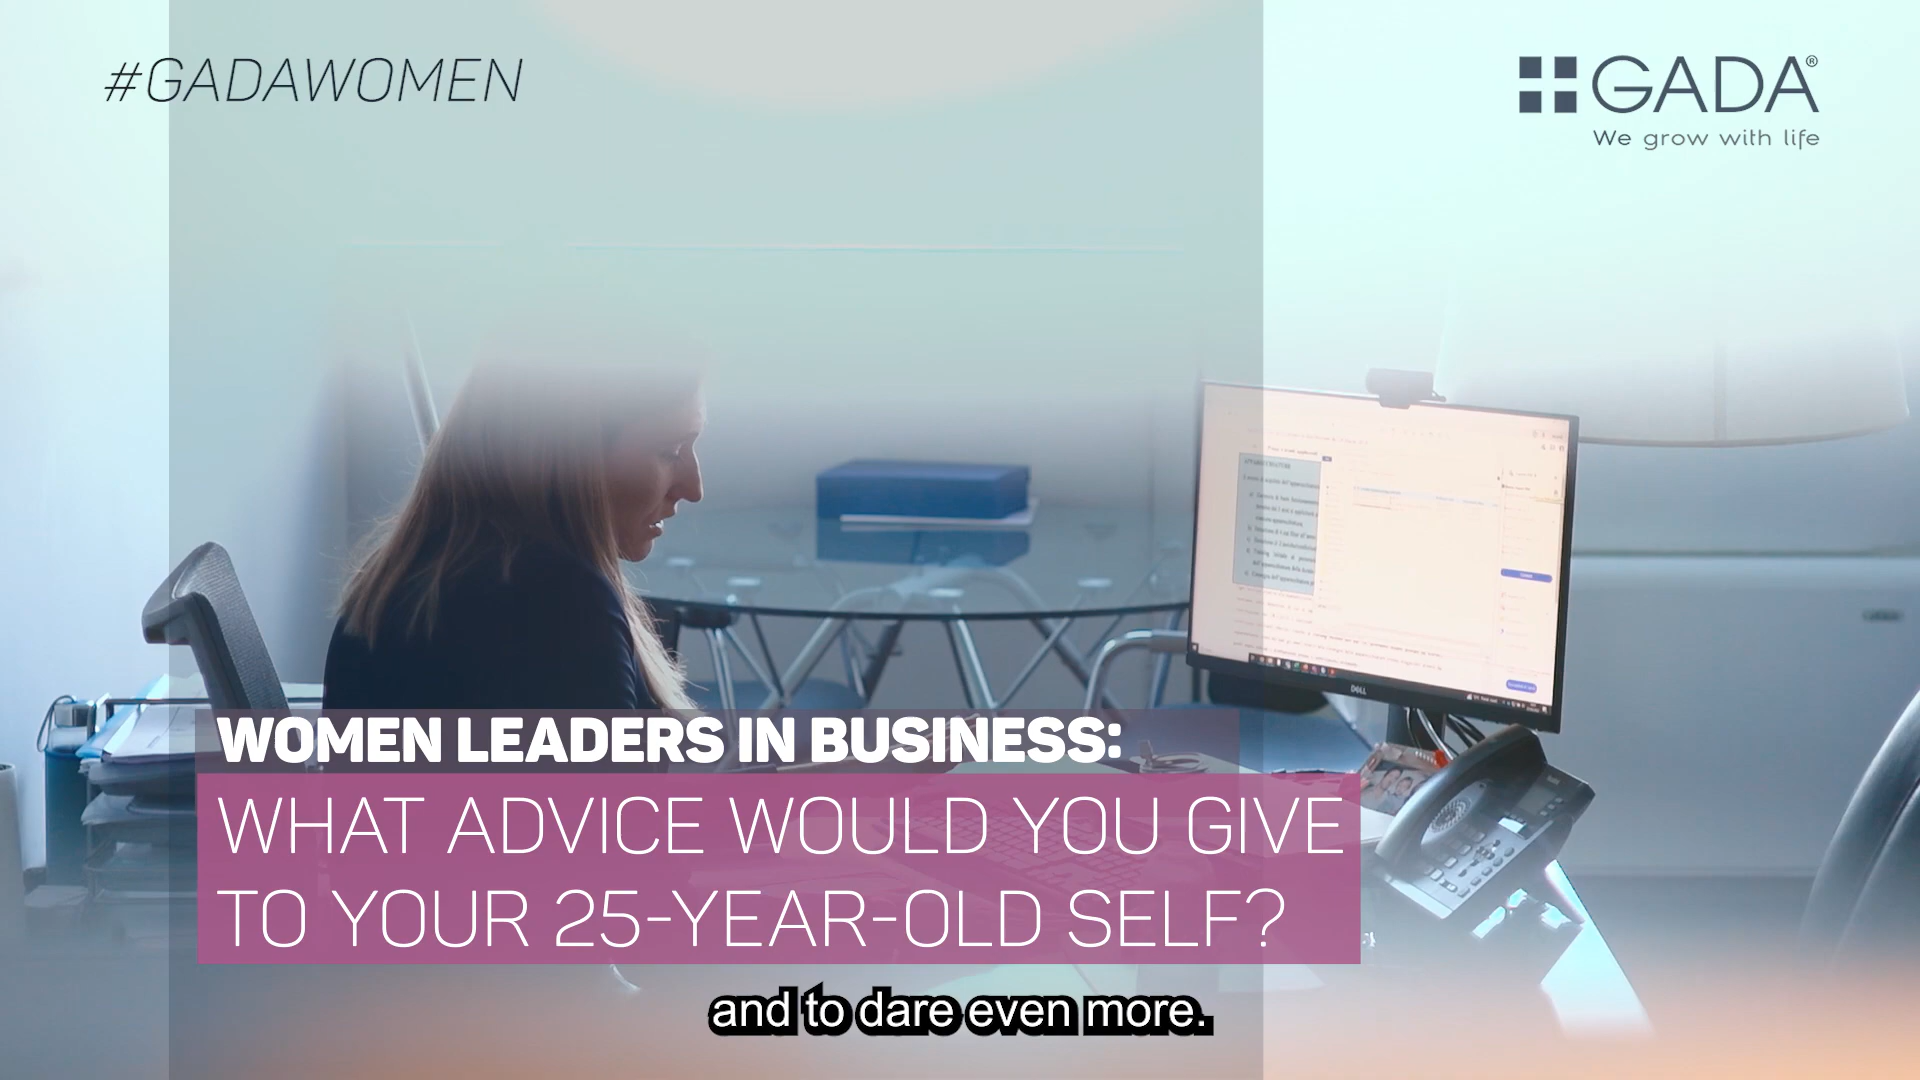 #GADAWOMEN
GADA®
We grow with life
DELL
WOMEN LEADERS IN BUSINESS:
WHAT ADVICE WOULD YOU GIVE
TO YOUR 25-YEAR-OLD SELF?
and to dare even more.